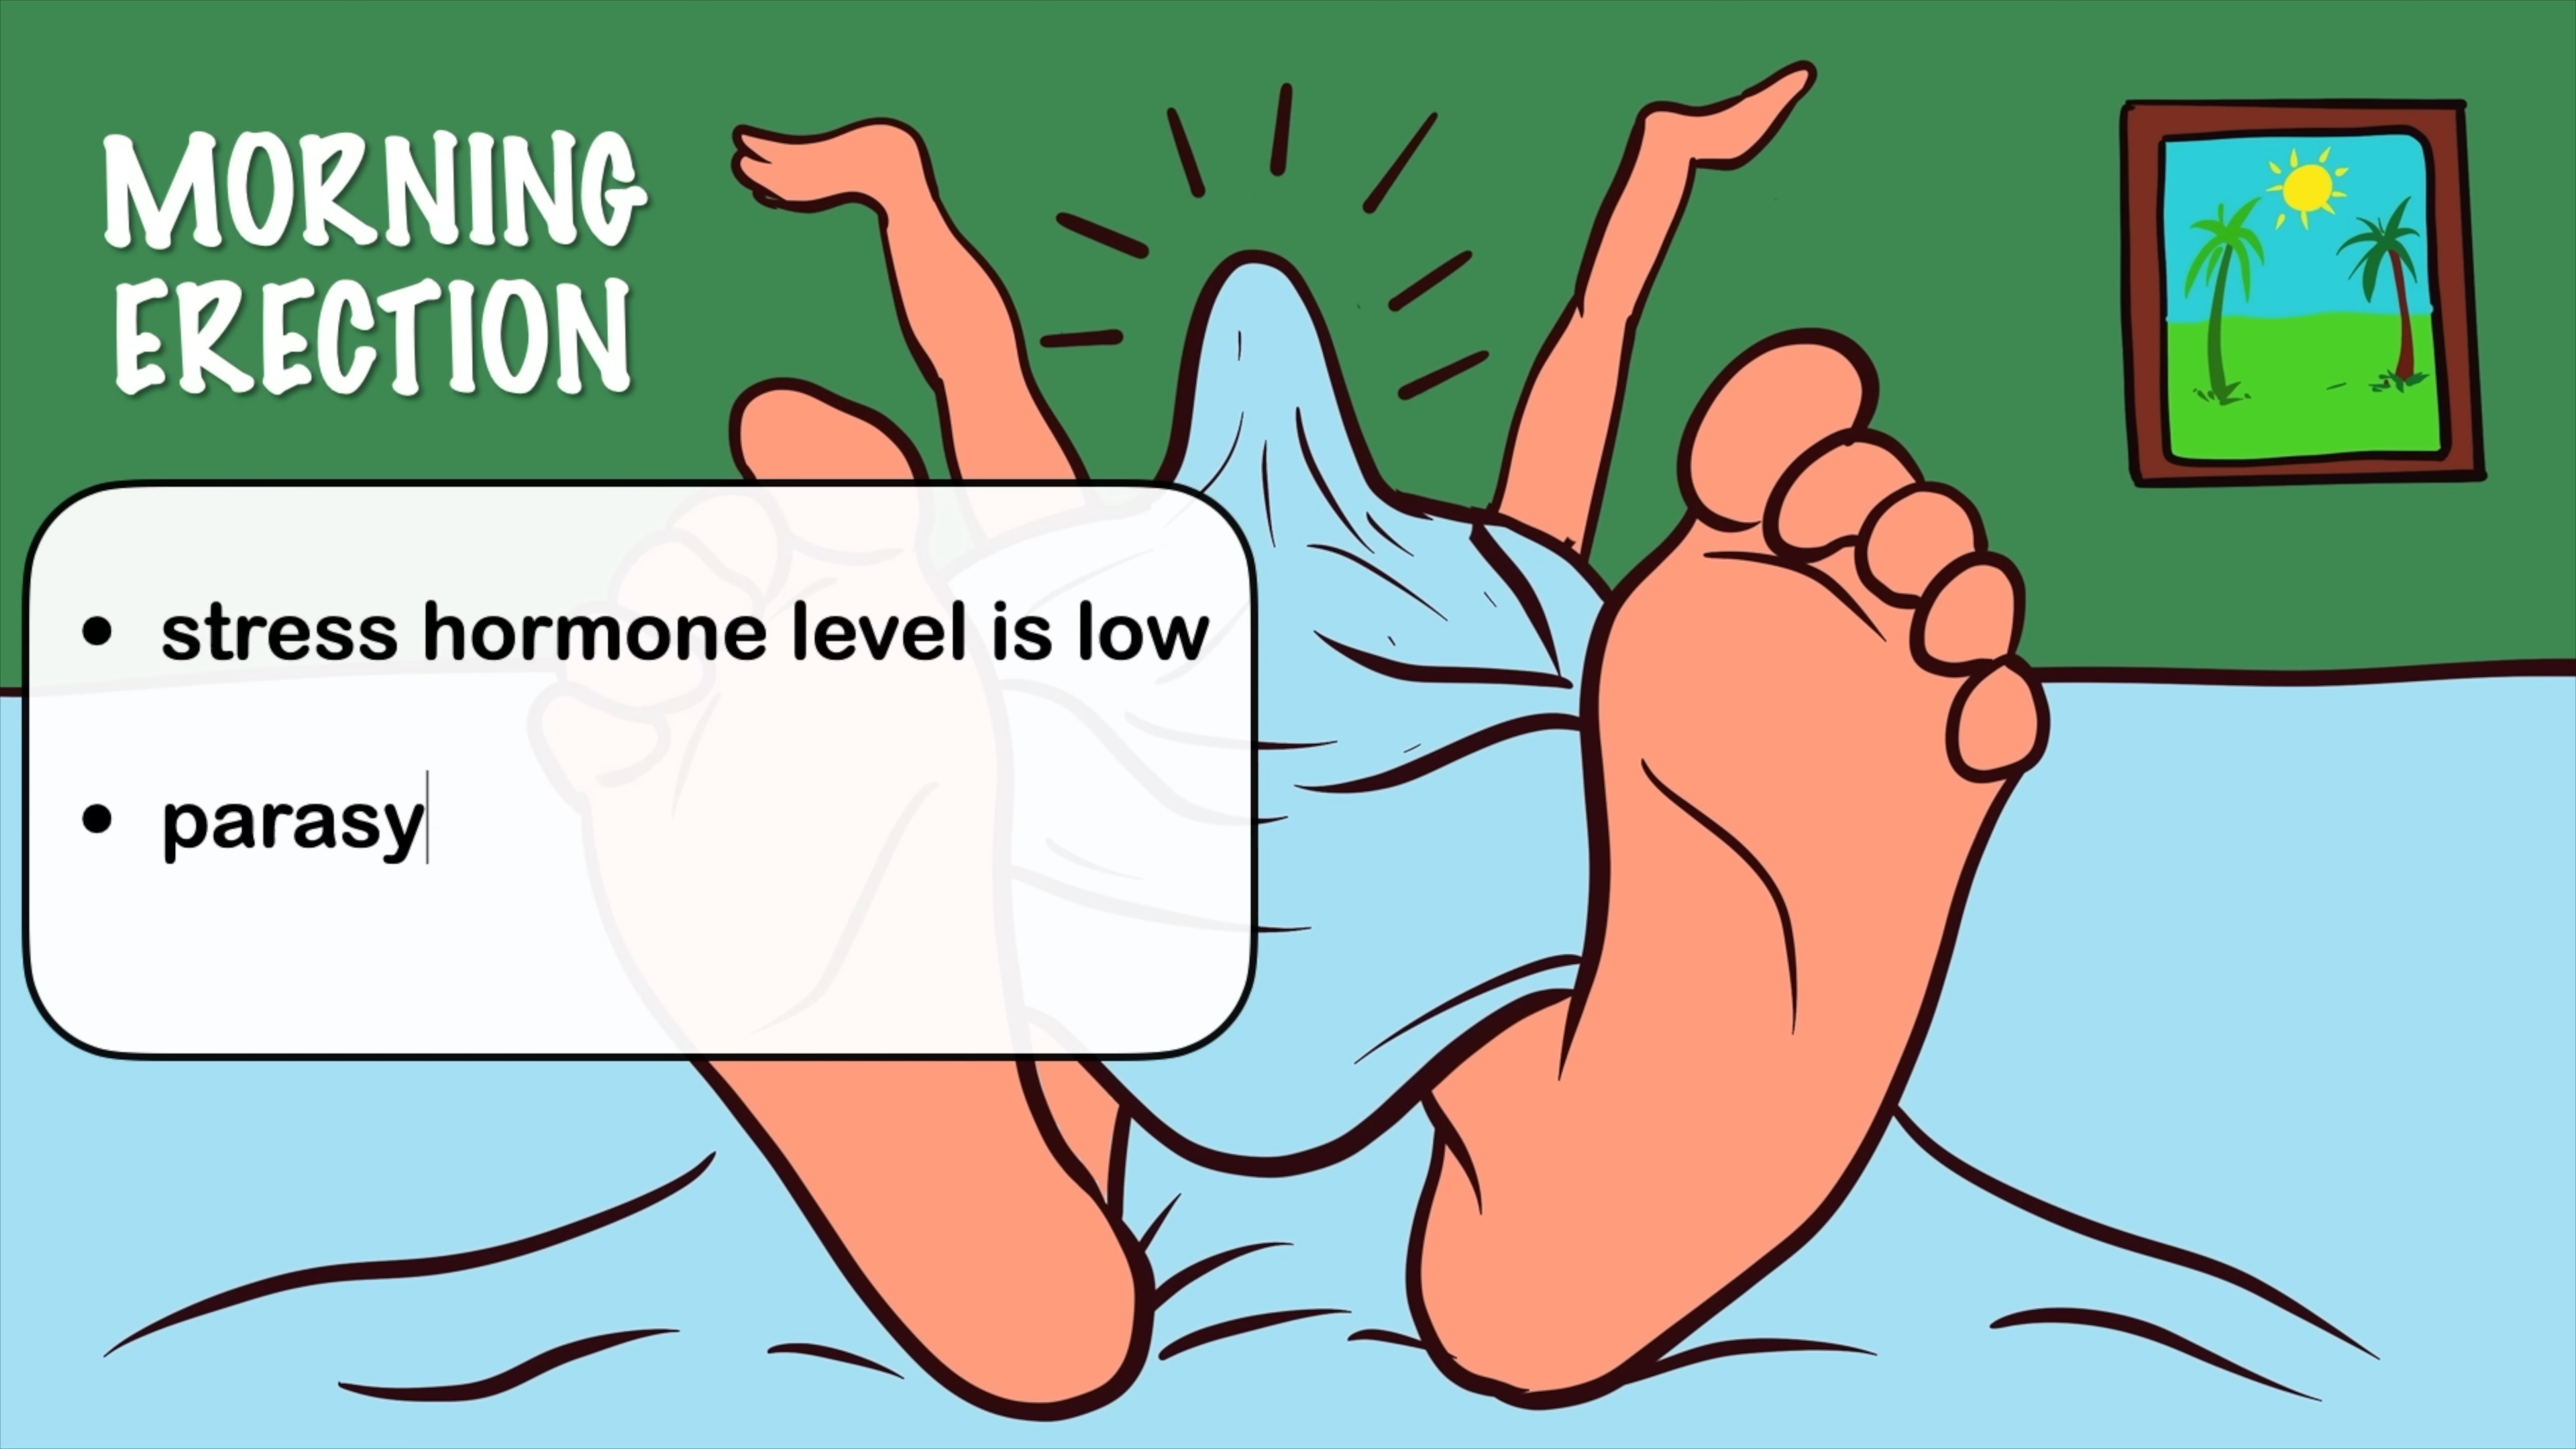 MORNING
ERECTION
• stress hormone level is low
• parasy